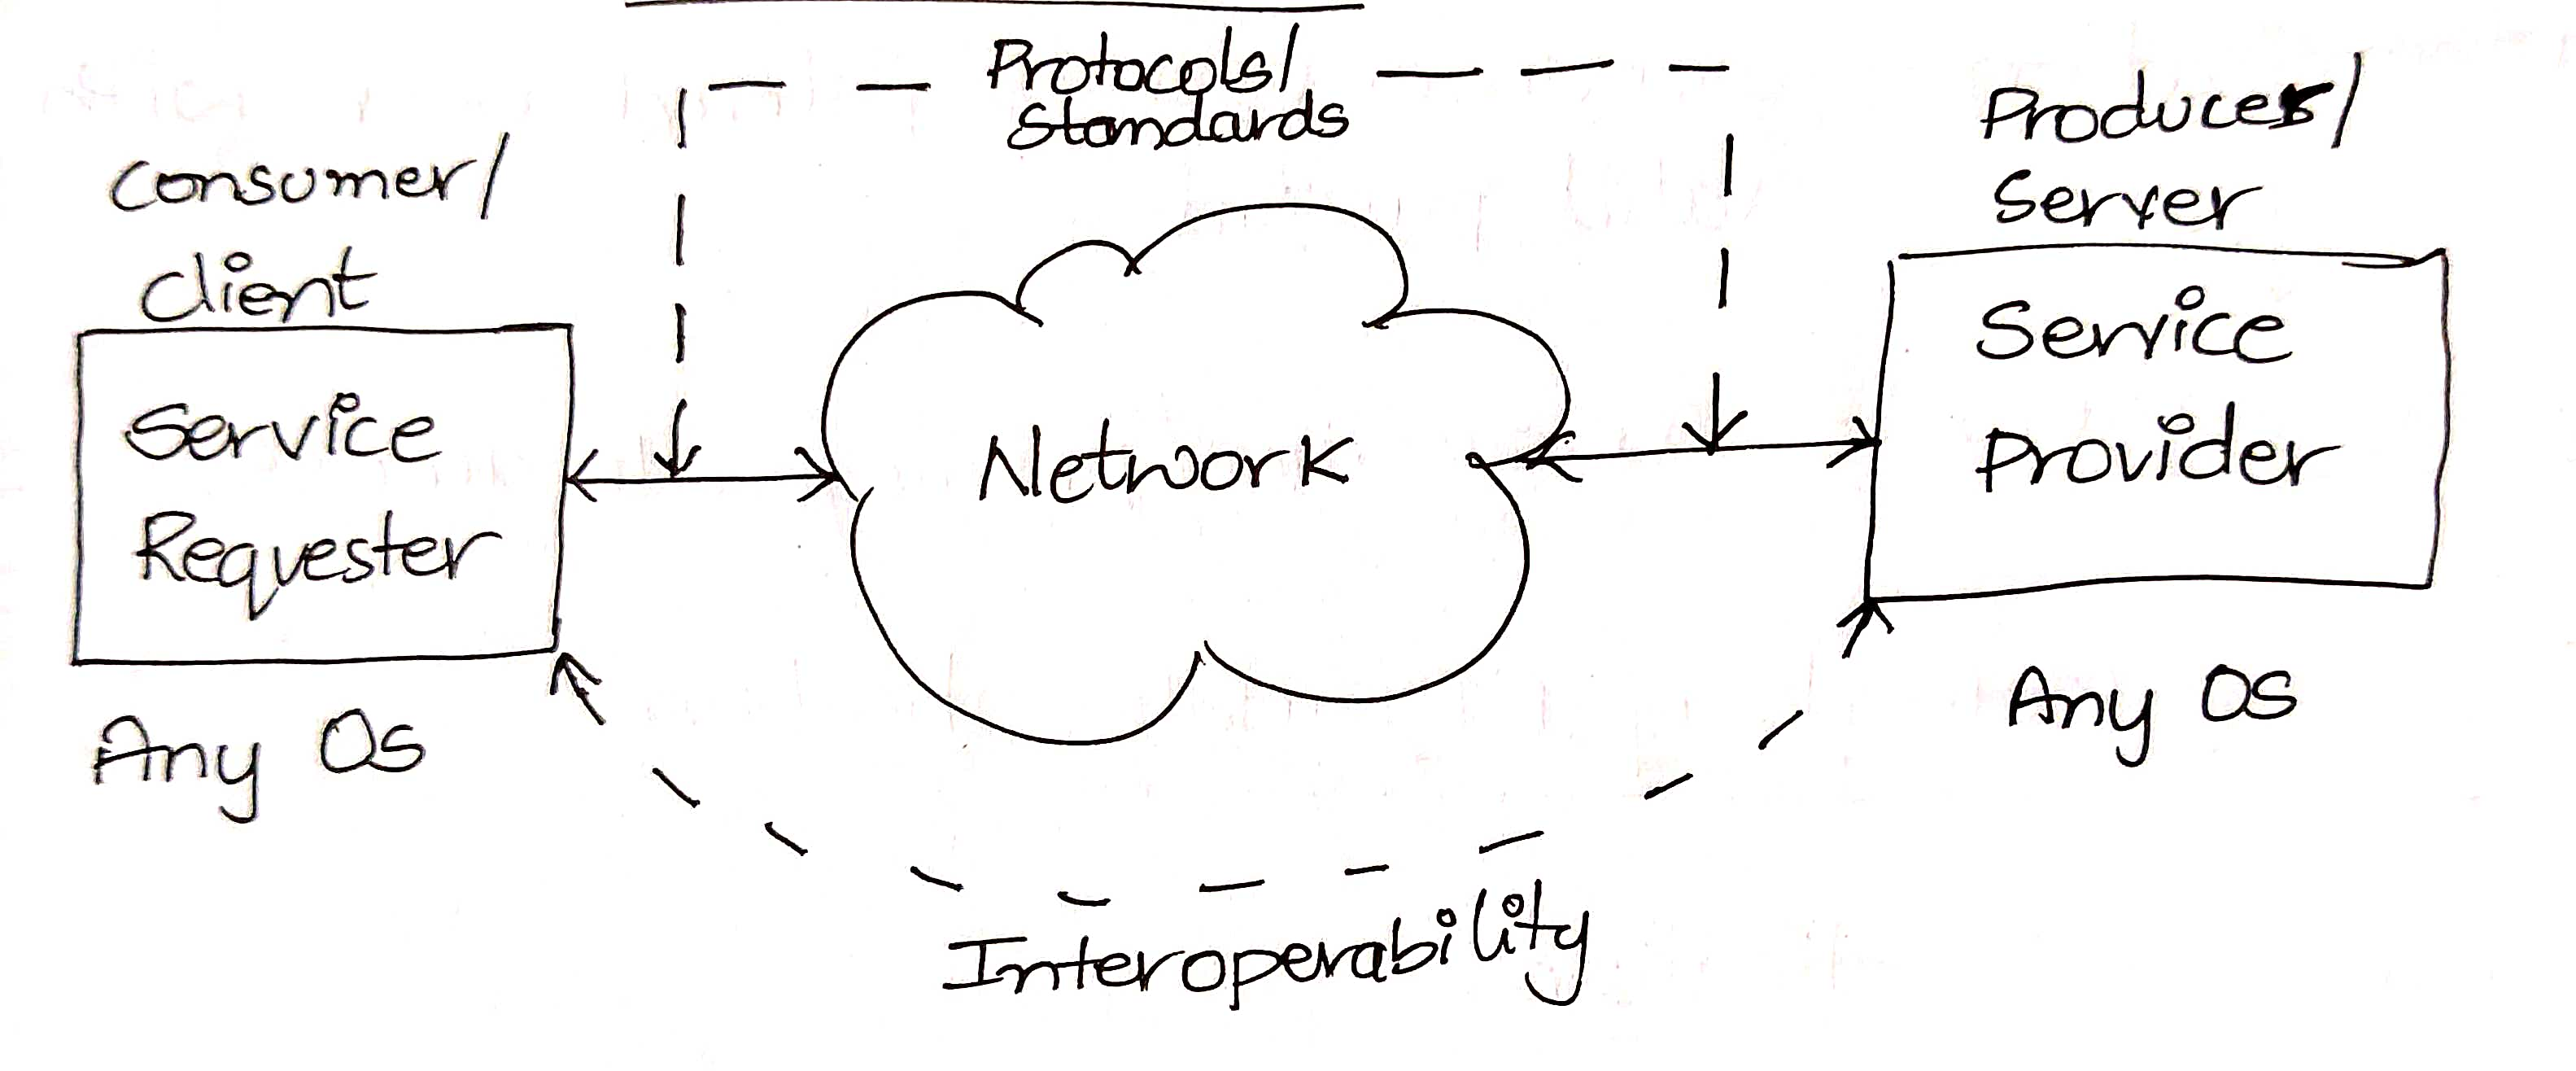 Protocols/
Standards
Consumer/
Client
Service
Requester
Any OS
Network
Producer/
Server
Service
Provider
Any OS
Interoperability